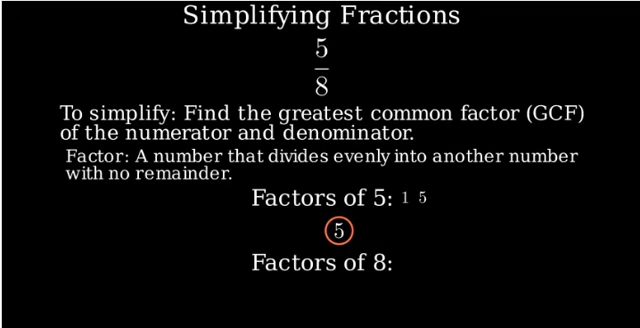 Simplifying Fractions
5
8
To simplify: Find the greatest common factor (GCF)
of the numerator and denominator.
Factor: A number that divides evenly into another number
with no remainder.
Factors of 5: 1 5
5
Factors of 8: